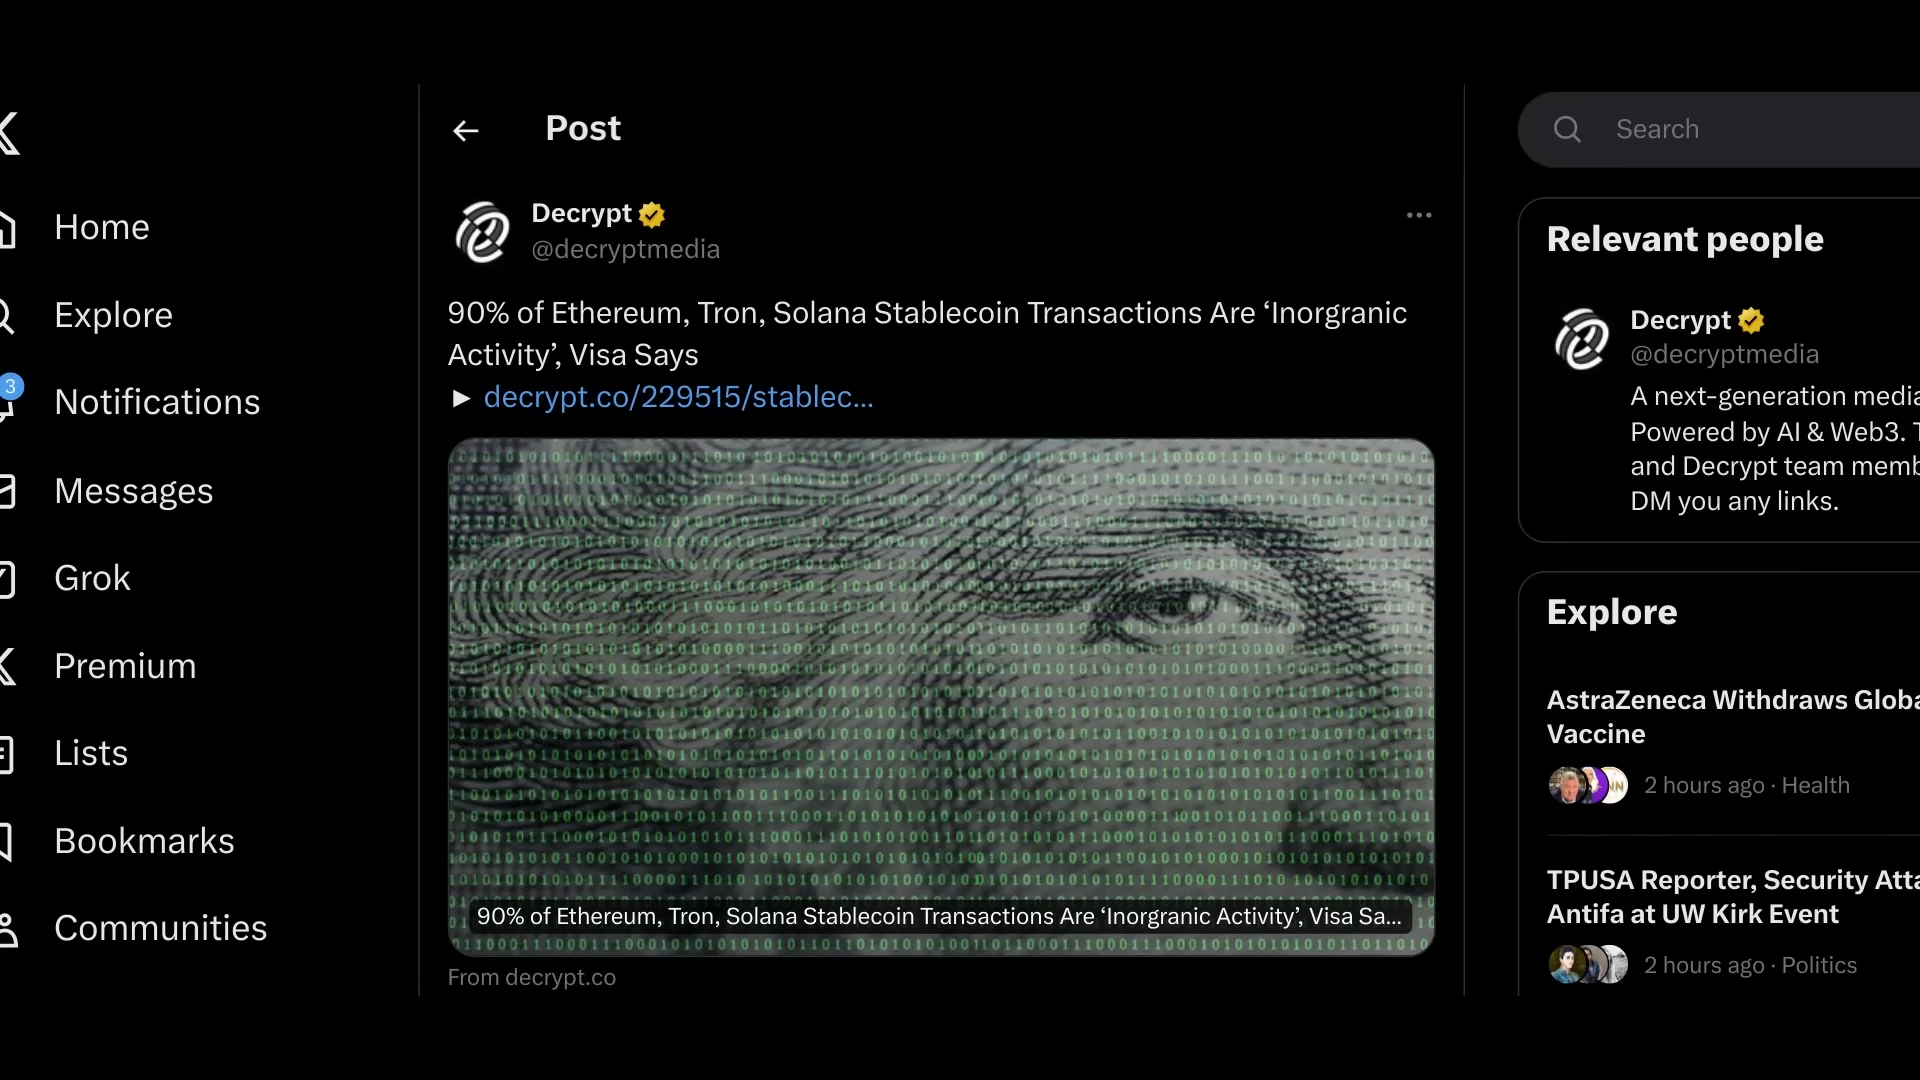 Home
Explore
3
Notifications
Messages
Grok
Premium
Lists
Bookmarks
Communities
Post
Decrypt
@decryptmedia
90% of Ethereum, Tron, Solana Stablecoin Transactions Are ‘Inorgranic
Activity’, Visa Says
► decrypt.co/229515/stablec...
90% of Ethereum, Tron, Solana Stablecoin Transactions Are ‘Inorgranic Activity’, Visa Sa...
From decrypt.co
Search
Relevant people
Decrypt
@decryptmedia
A next-generation media
Powered by AI & Web3. T
and Decrypt team memb
DM you any links.
Explore
AstraZeneca Withdraws Globa
Vaccine
2 hours ago · Health
TPUSA Reporter, Security Atta
Antifa at UW Kirk Event
2 hours ago · Politics